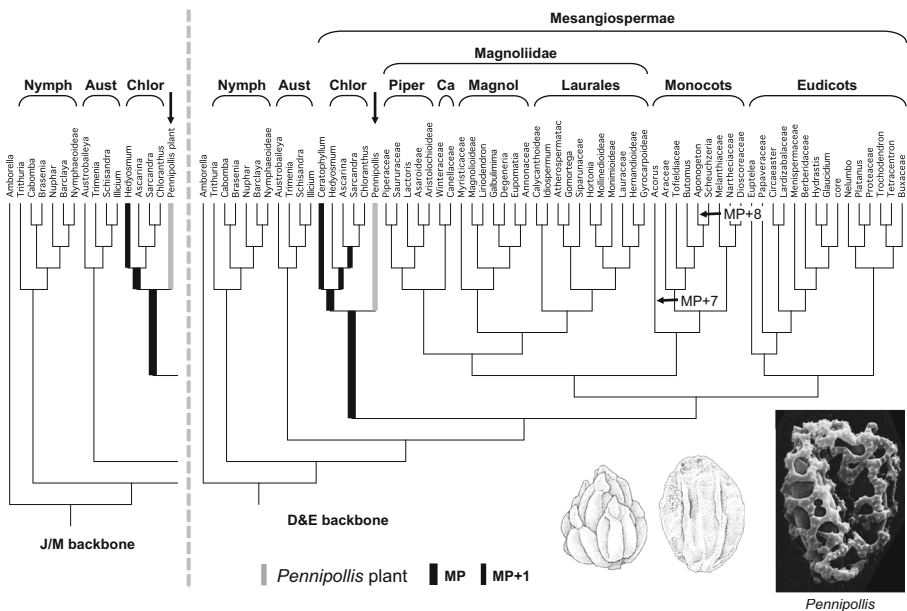 Mesangiospermae
Magnoliidae
Nymph Aust Chlor Nymph Aust Chlor Piper Ca Magnol Laurales Monocots Eudicots
Amborella
Trithuria
Cabomba
Brasenia
Nuphar
Barclaya
Nymphaeoideae
Austrobaileya
Trimenia
Schisandra
Illicium
Hedyosmum
Ascarina
Sarcandra
Chloranthus
Pennipollis plant
Amborella
Trithuria
Cabomba
Brasenia
Nuphar
Barclaya
Nymphaeoideae
Austrobaileya
Trimenia
Schisandra
Illicium
Ceratophyllum
Hedyosmum
Ascarina
Sarcandra
Chloranthus
Pennipollis
Piperaceae
Saururaceae
Lactoris
Asaroideae
Aristolochioideae
Winteraceae
Canellaceae
Myristicaceae
Magnolioideae
Liriodendron
Galbulimima
Degeneria
Eupomatia
Annonaceae
Calycanthoideae
Idiospermum
Atherospermatac
Gomortega
Siparunaceae
Hortonia
Mollinedioideae
Monimioideae
Lauraceae
Hernandioideae
Gyrocarpoideae
Acorus
Araceae
Tofieldiaceae
Butomus
Aponogeton
Scheuchzeria
Melanthiaceae
Nartheciaceae
Dioscoreaceae
Euptelea
Papaveraceae
Circaeaster
Lardizabalaceae
Menispermaceae
Berberidaceae
Hydrastis
Glaucidium
core
Nelumbo
Platanus
Proteaceae
Trochodendron
Tetracentron
Buxaceae
MP+8
MP+7
D&E backbone
J/M backbone
Pennipollis plant MP MP+1
Pennipollis